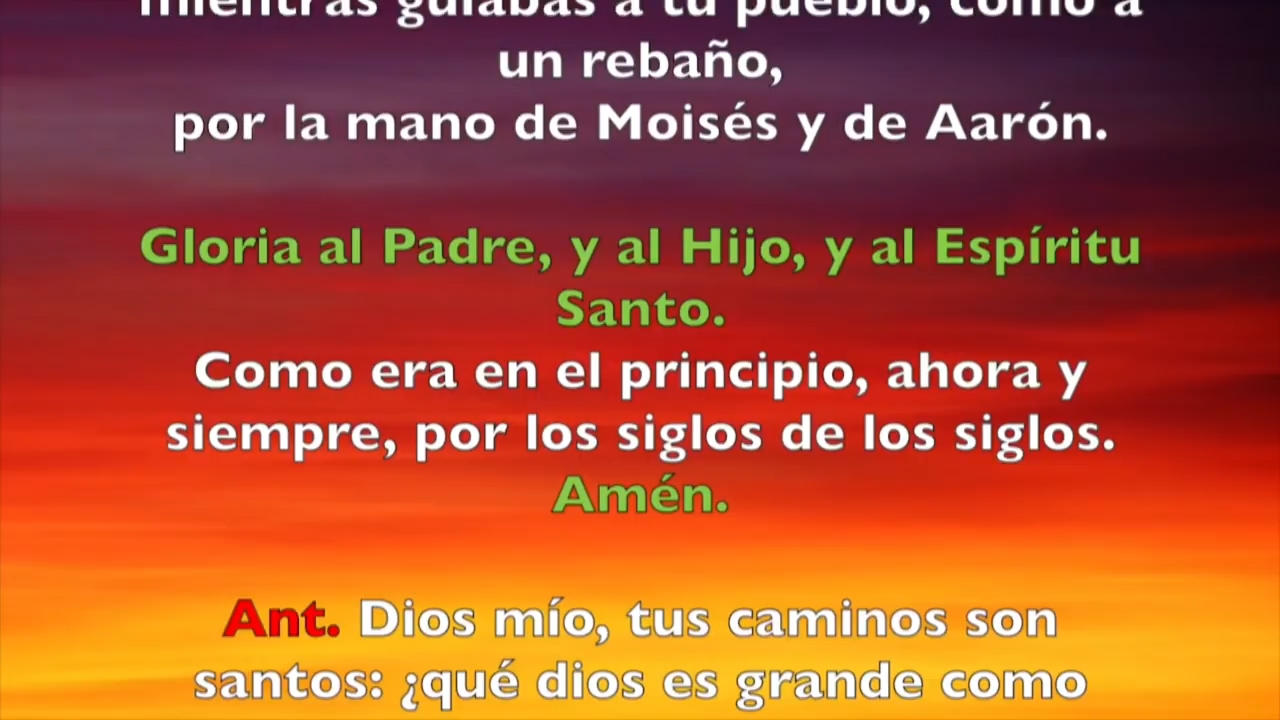 mientras guiabas a tu pueblo, como a
un rebaño,
por la mano de Moisés y de Aarón.
Gloria al Padre, y al Hijo, y al Espíritu
Santo.
Como era en el principio, ahora y
siempre, por los siglos de los siglos.
Amén.
Ant. Dios mío, tus caminos son
santos: ¿qué dios es grande como